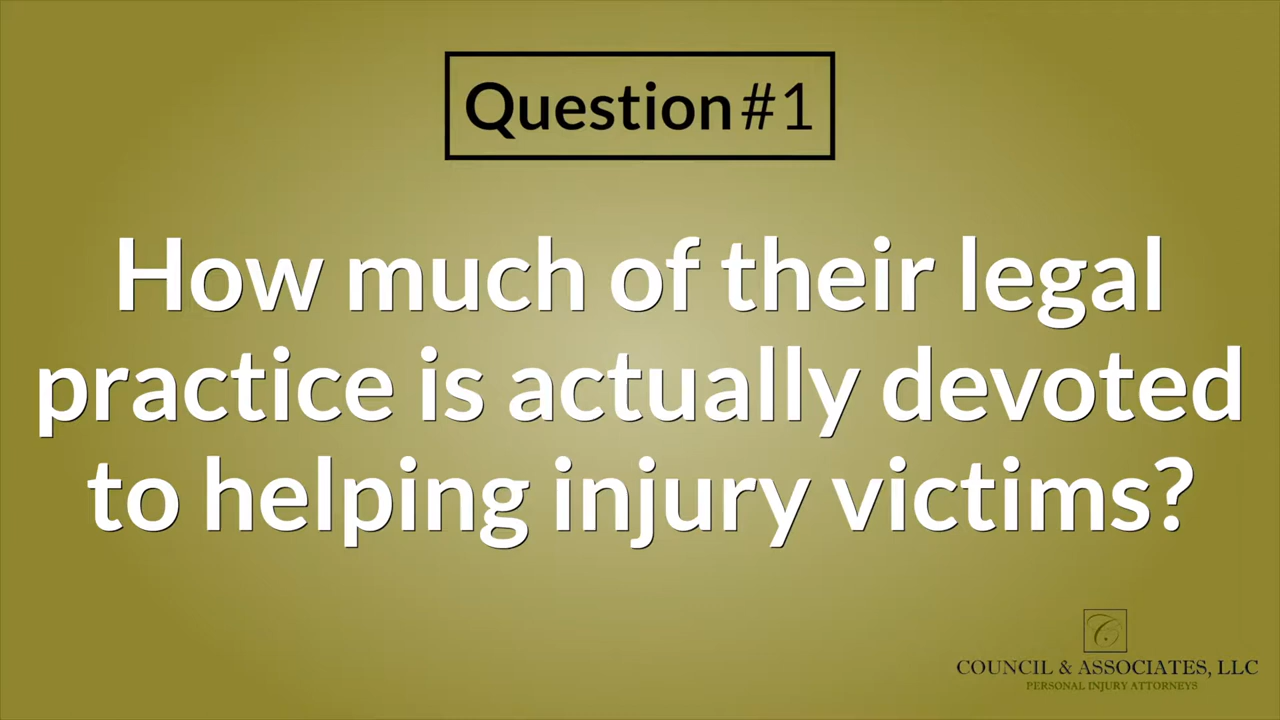 Question #1
How much of their legal
practice is actually devoted
to helping injury victims?
C
COUNCIL & ASSOCIATES, LLC
PERSONAL INJURY ATTORNEYS